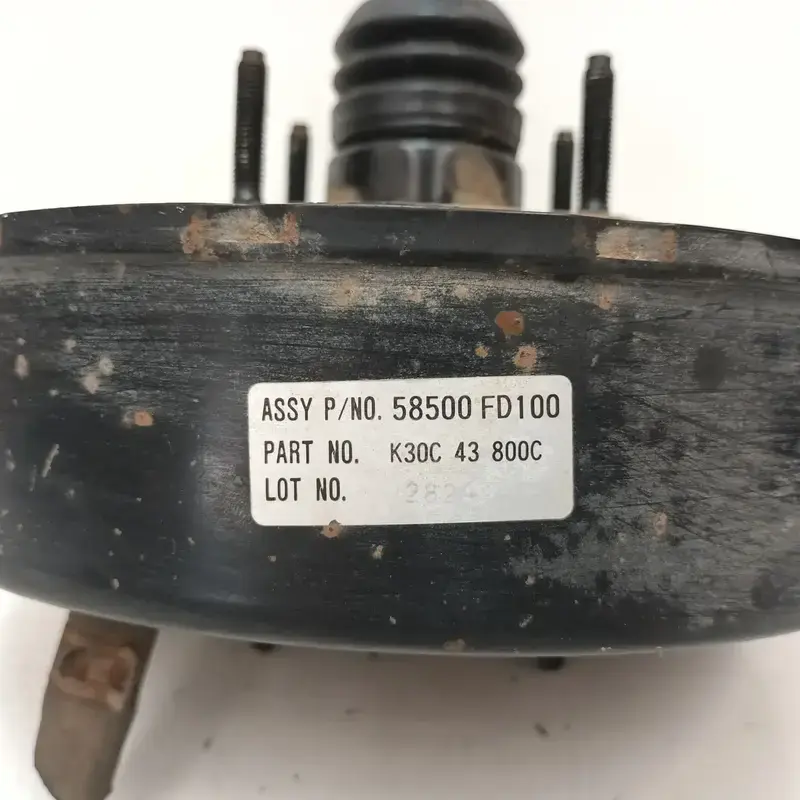 ASSY P/NO. 58500 FD100
PART NO. K30C 43 800C
LOT NO.